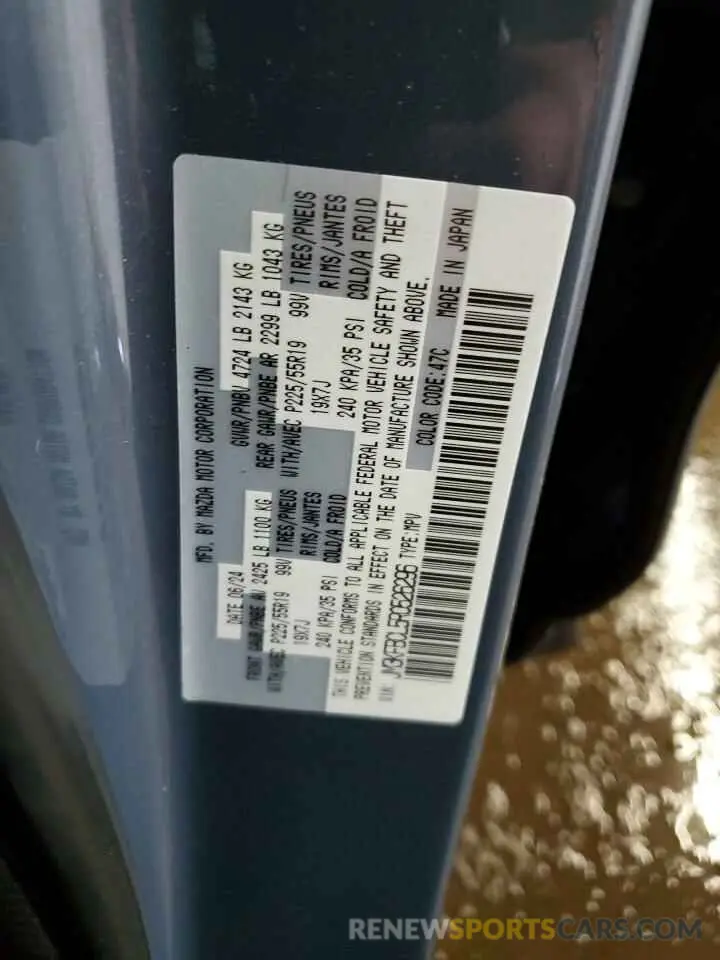 MFD. BY MAZDA MOTOR CORPORATION
DATE 06/24 GVWR/PNBV 4724 LB 2143 KG
FRONT GAWR/PNBE AV 2425 LB 1100 KG REAR GAWR/PNBE AR 2299 LB 1043 KG
WITH/AVEC P225/55R19 99V TIRES/PNEUS WITH/AVEC P225/55R19 99V TIRES/PNEUS
19X7J RIMS/JANTES 19X7J RIMS/JANTES
240 KPA/35 PSI COLD/A FROID 240 KPA/35 PSI COLD/A FROID
THIS VEHICLE CONFORMS TO ALL APPLICABLE FEDERAL MOTOR VEHICLE SAFETY AND THEFT
PREVENTION STANDARDS IN EFFECT ON THE DATE OF MANUFACTURE SHOWN ABOVE.
VIN: JM3KFBCL5R0526296 TYPE:MPV COLOR CODE:47C MADE IN JAPAN
RENEWSPORTSCARS.COM